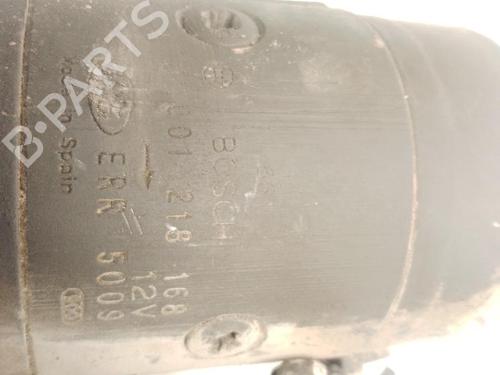 BOSCH
001 218 168
12V
ERR 5009
Spain
B-PARTS